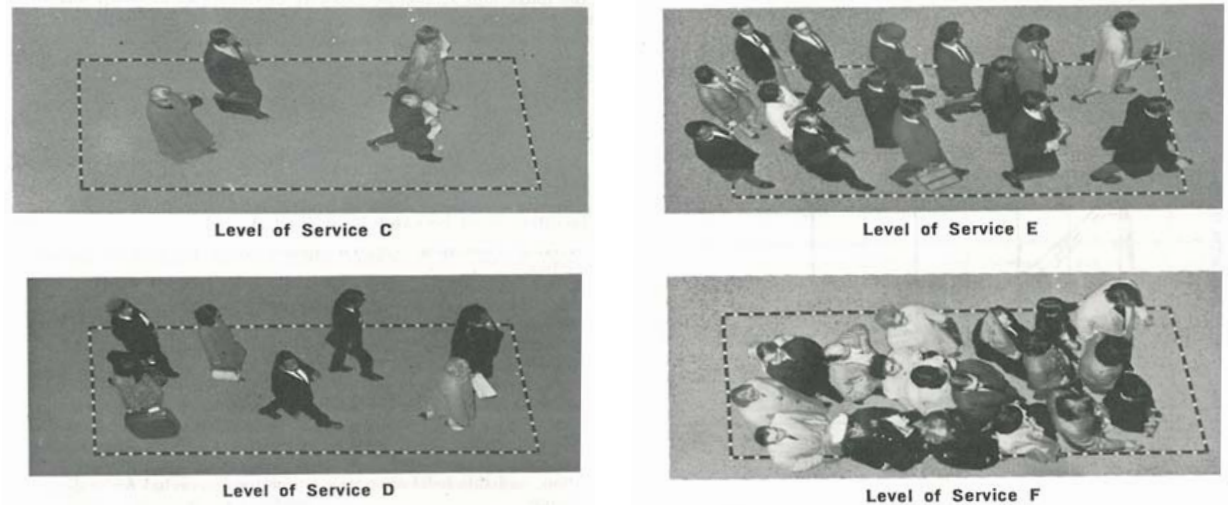 Level of Service C
Level of Service E
Level of Service D
Level of Service F